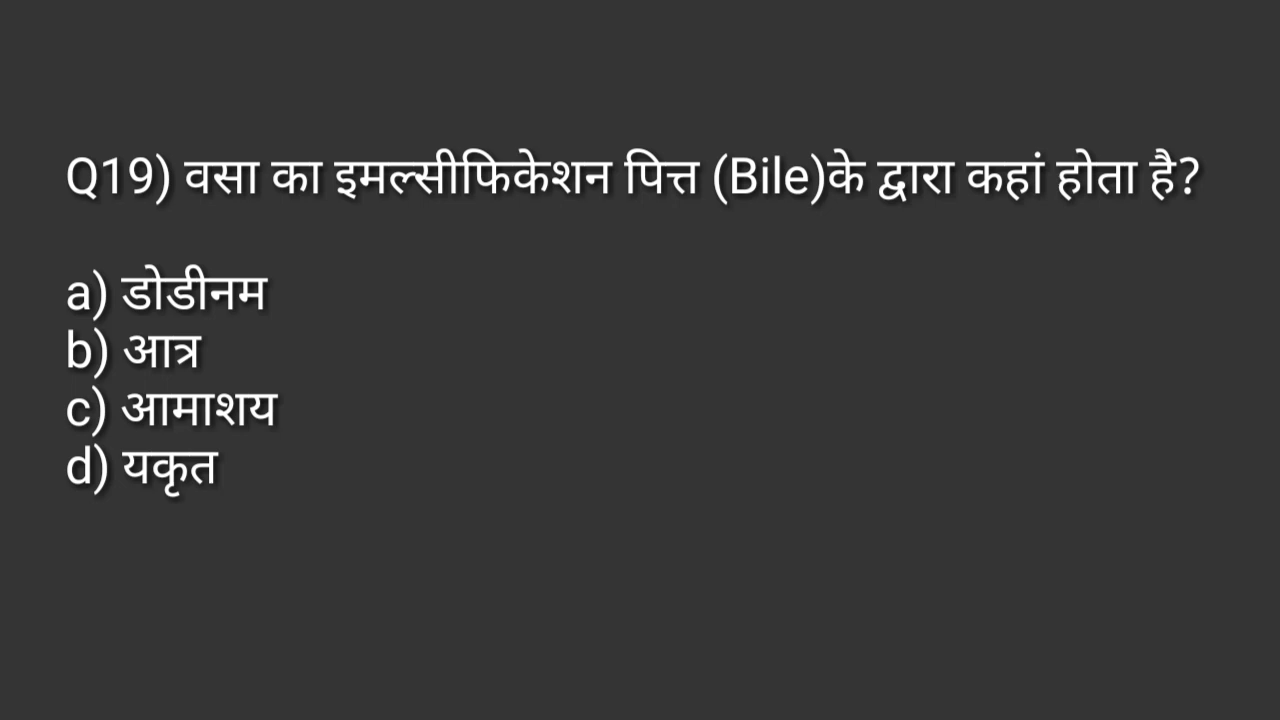 Q19) वसा का इमल्सीफिकेशन पित्त (Bile)के द्वारा कहां होता है?
a) डोडीनम
b) आत्र
c) आमाशय
d) यकृत